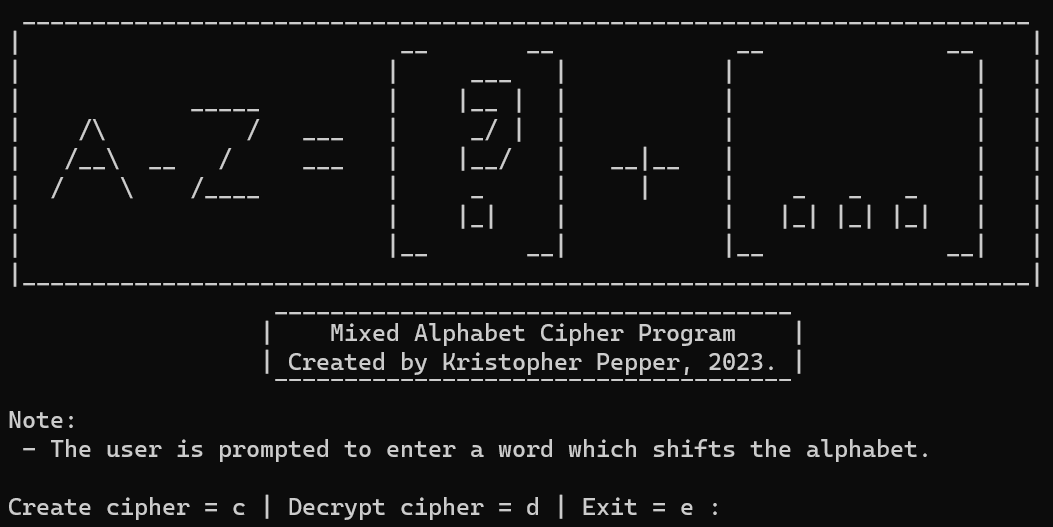 A-Z = [?] + [...]
Mixed Alphabet Cipher Program
Created by Kristopher Pepper, 2023.
Note:
- The user is prompted to enter a word which shifts the alphabet.
Create cipher = c | Decrypt cipher = d | Exit = e :